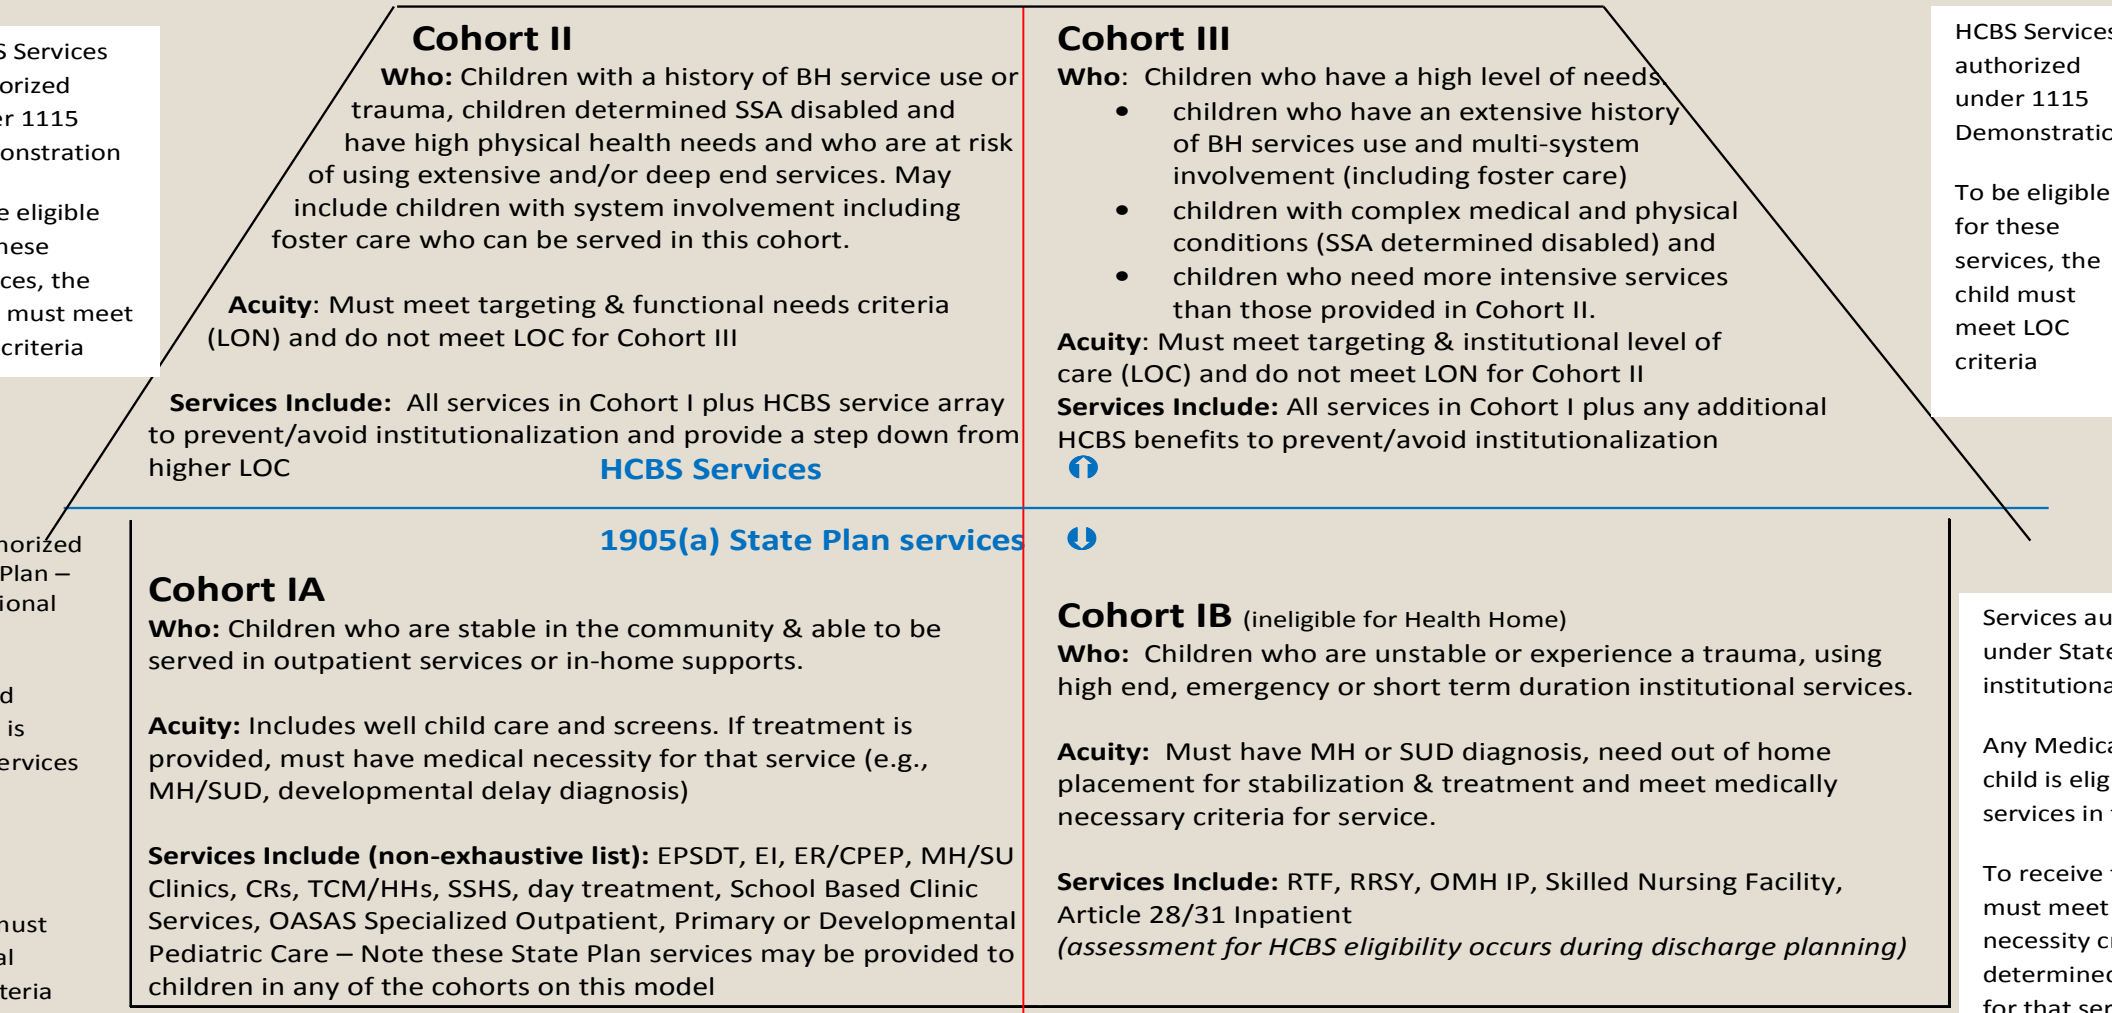 S Services
orized
r 1115
onstration
e eligible
hese
ces, the
must meet
criteria
Cohort II
Who: Children with a history of BH service use or
trauma, children determined SSA disabled and
have high physical health needs and who are at risk
of using extensive and/or deep end services. May
include children with system involvement including
foster care who can be served in this cohort.
Acuity: Must meet targeting & functional needs criteria
(LON) and do not meet LOC for Cohort III
Services Include: All services in Cohort I plus HCBS service array
to prevent/avoid institutionalization and provide a step down from
higher LOC
HCBS Services
Cohort III
Who: Children who have a high level of needs.
• children who have an extensive history
of BH services use and multi-system
involvement (including foster care)
• children with complex medical and physical
conditions (SSA determined disabled) and
• children who need more intensive services
than those provided in Cohort II.
Acuity: Must meet targeting & institutional level of
care (LOC) and do not meet LON for Cohort II
Services Include: All services in Cohort I plus any additional
HCBS benefits to prevent/avoid institutionalization
HCBS Services
authorized
under 1115
Demonstratio
To be eligible
for these
services, the
child must
meet LOC
criteria
1905(a) State Plan services
horized
Plan –
ional
d
is
ervices
must
al
teria
Cohort IA
Who: Children who are stable in the community & able to be
served in outpatient services or in-home supports.
Acuity: Includes well child care and screens. If treatment is
provided, must have medical necessity for that service (e.g.,
MH/SUD, developmental delay diagnosis)
Services Include (non-exhaustive list): EPSDT, EI, ER/CPEP, MH/SU
Clinics, CRs, TCM/HHs, SSHS, day treatment, School Based Clinic
Services, OASAS Specialized Outpatient, Primary or Developmental
Pediatric Care – Note these State Plan services may be provided to
children in any of the cohorts on this model
Cohort IB (ineligible for Health Home)
Who: Children who are unstable or experience a trauma, using
high end, emergency or short term duration institutional services.
Acuity: Must have MH or SUD diagnosis, need out of home
placement for stabilization & treatment and meet medically
necessary criteria for service.
Services Include: RTF, RRSY, OMH IP, Skilled Nursing Facility,
Article 28/31 Inpatient
(assessment for HCBS eligibility occurs during discharge planning)
Services au
under State
institutiona
Any Medica
child is elig
services in
To receive
must meet
necessity c
determined
for that ser